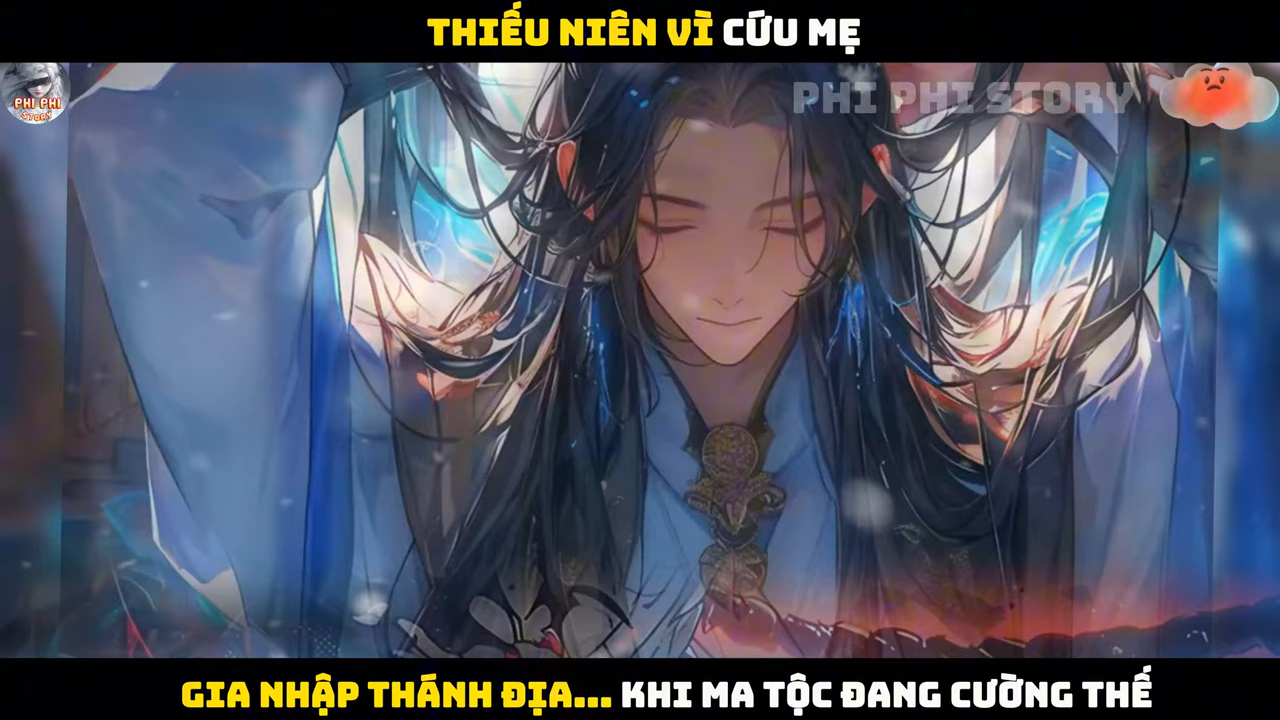 THIẾU NIÊN VÌ CỨU MẸ
PHI PHI
STORY
PHI PHI STORY
GIA NHẬP THÁNH ĐỊA... KHI MA TỘC ĐANG CƯỜNG THẾ